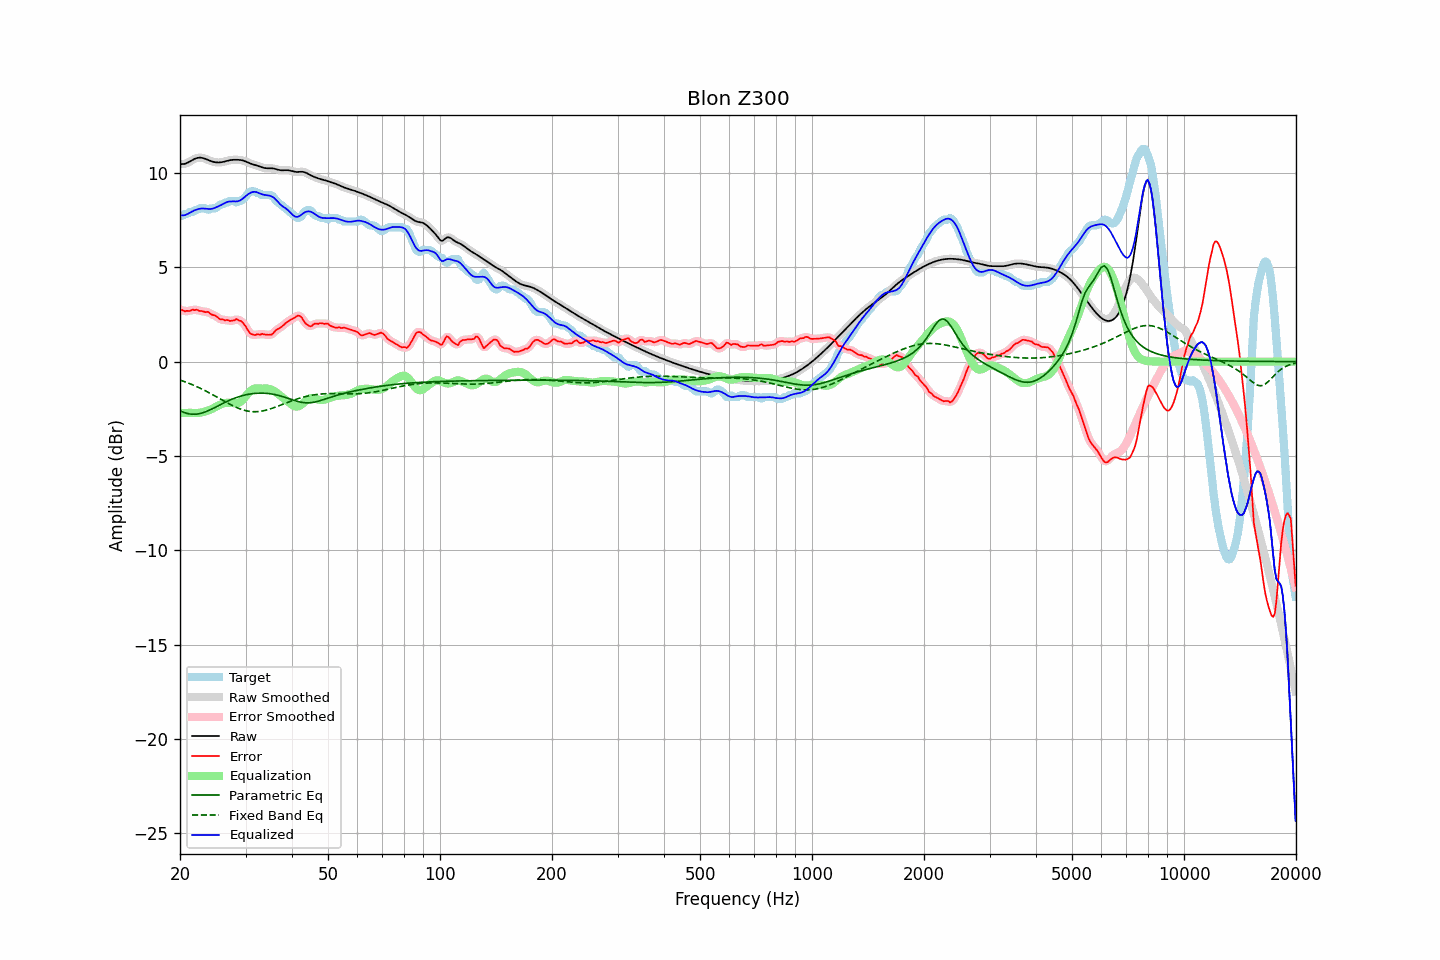 Blon Z300
Amplitude (dBr)
10
5
0
−5
−10
−15
−20
−25
Target
Raw Smoothed
Error Smoothed
Raw
Error
Equalization
Parametric Eq
Fixed Band Eq
Equalized
20 50 100 200 500 1000 2000 5000 10000 20000
Frequency (Hz)